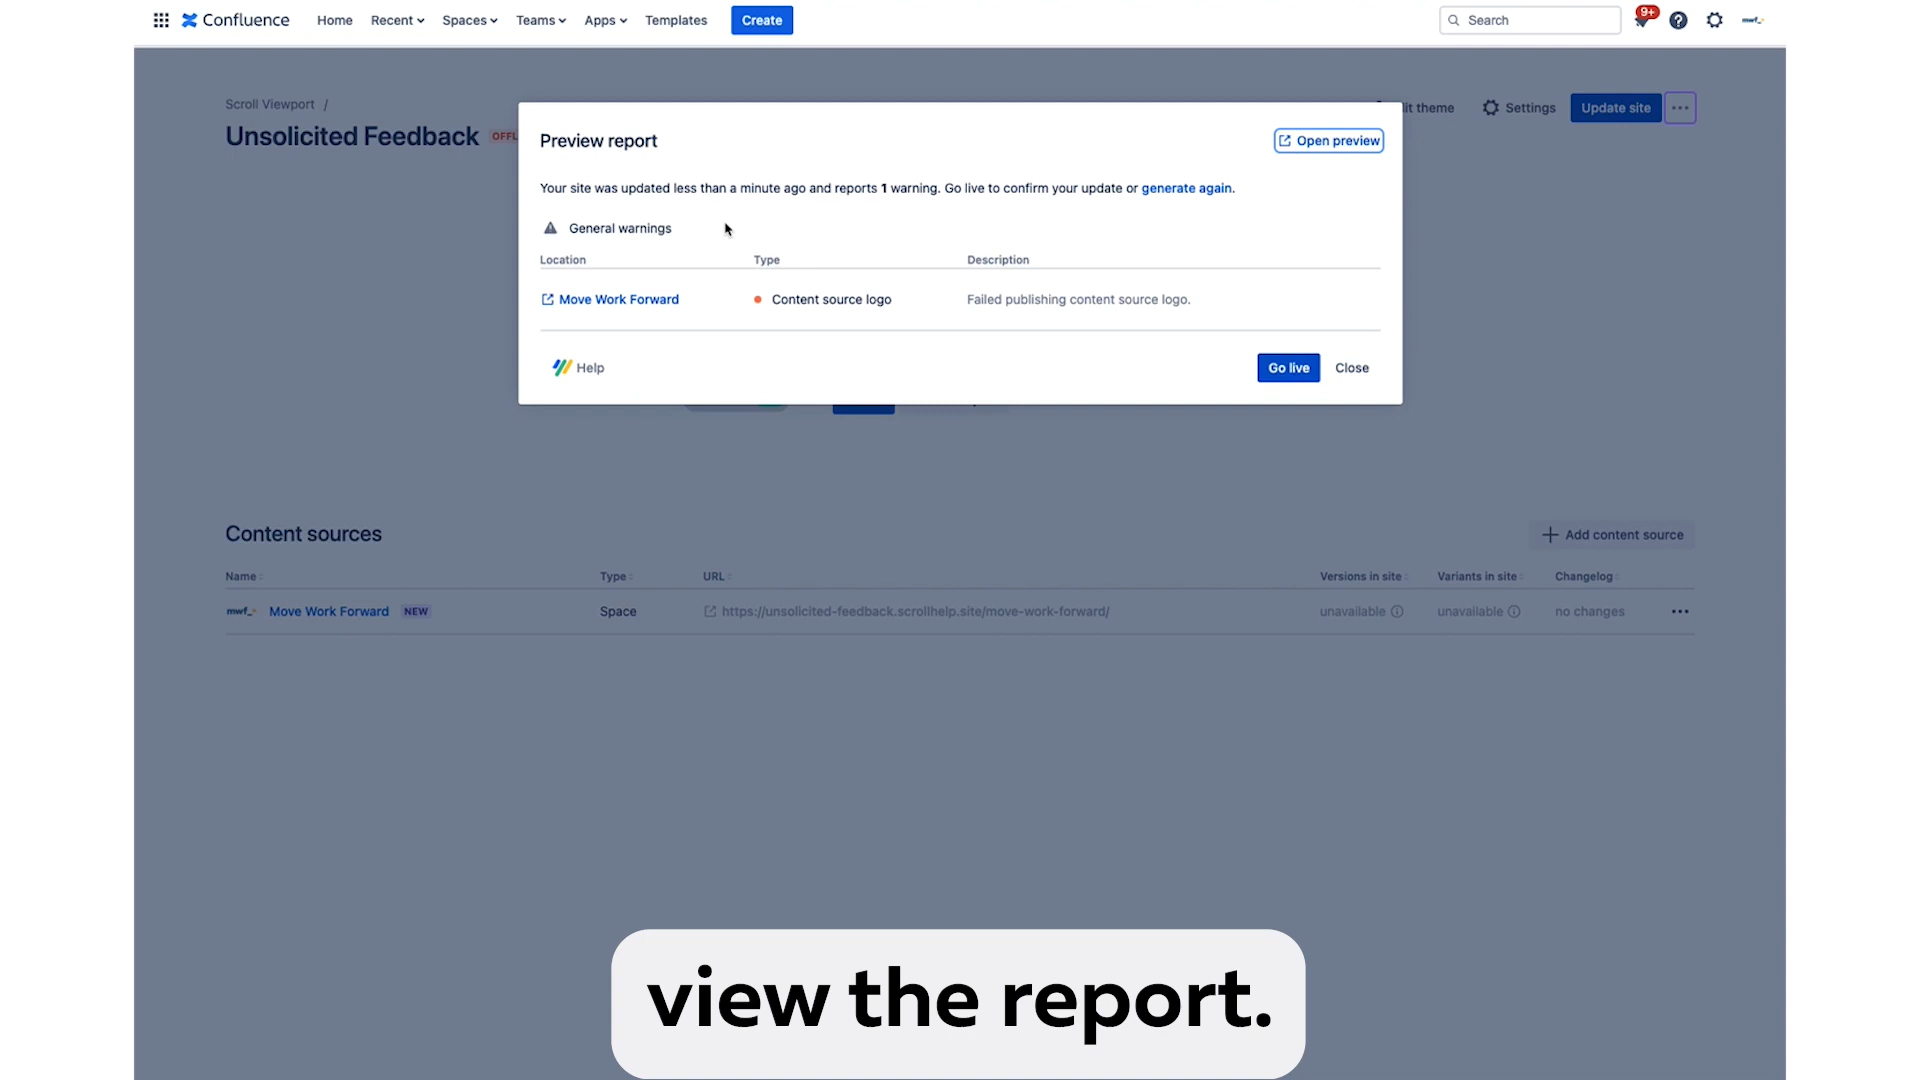 Confluence
Home
Recent
Spaces
Teams
Apps
Templates
Create
Search
9+
mwf_
Scroll Viewport /
Unsolicited Feedback
OFFL
it theme
Settings
Update site
Preview report
Open preview
Your site was updated less than a minute ago and reports 1 warning. Go live to confirm your update or generate again.
General warnings
Location Type Description
Move Work Forward Content source logo Failed publishing content source logo.
Help
Go live
Close
Content sources
Add content source
Name Type URL Versions in site Variants in site Changelog
mwf_ Move Work Forward NEW Space https://unsolicited-feedback.scrollhelp.site/move-work-forward/ unavailable unavailable no changes
view the report.